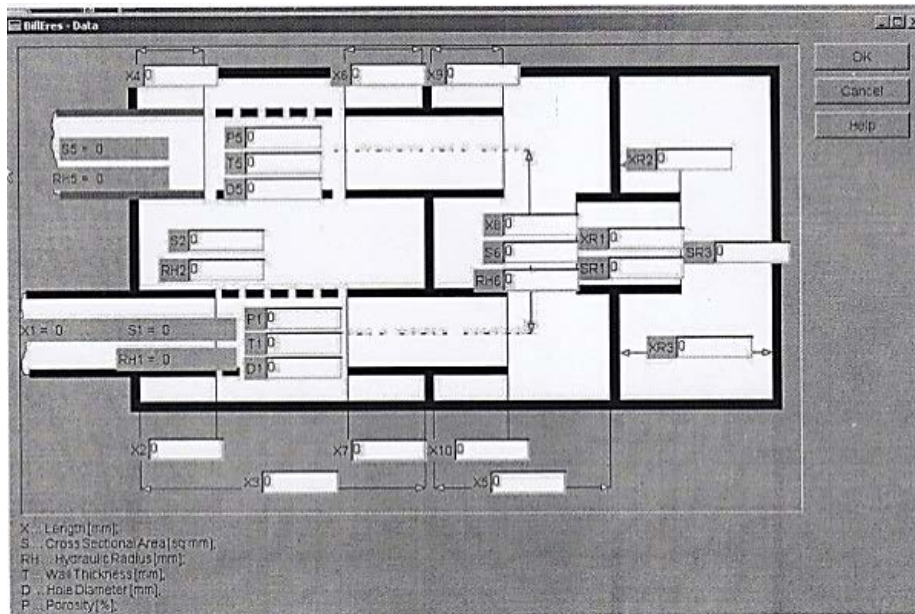 BillEres - Data
OK
Cancel
Help
X4 0
X6 0
X9 0
P5 0
T5 0
D5 0
S5 = 0
RH5 = 0
XR2 0
S2 0
RH2 0
X8 0
S6 0
RH6 0
XR1 0
SR1 0
SR3 0
X1 = 0
S1 = 0
RH1 = 0
P1 0
T1 0
D1 0
XR3 0
X2 0
X7 0
X10 0
X3 0
X5 0
X ... Length [mm];
S ... Cross Sectional Area [sq mm];
RH ... Hydraulic Radius [mm];
T ... Wall Thickness [mm];
D ... Hole Diameter [mm];
P ... Porosity [%];